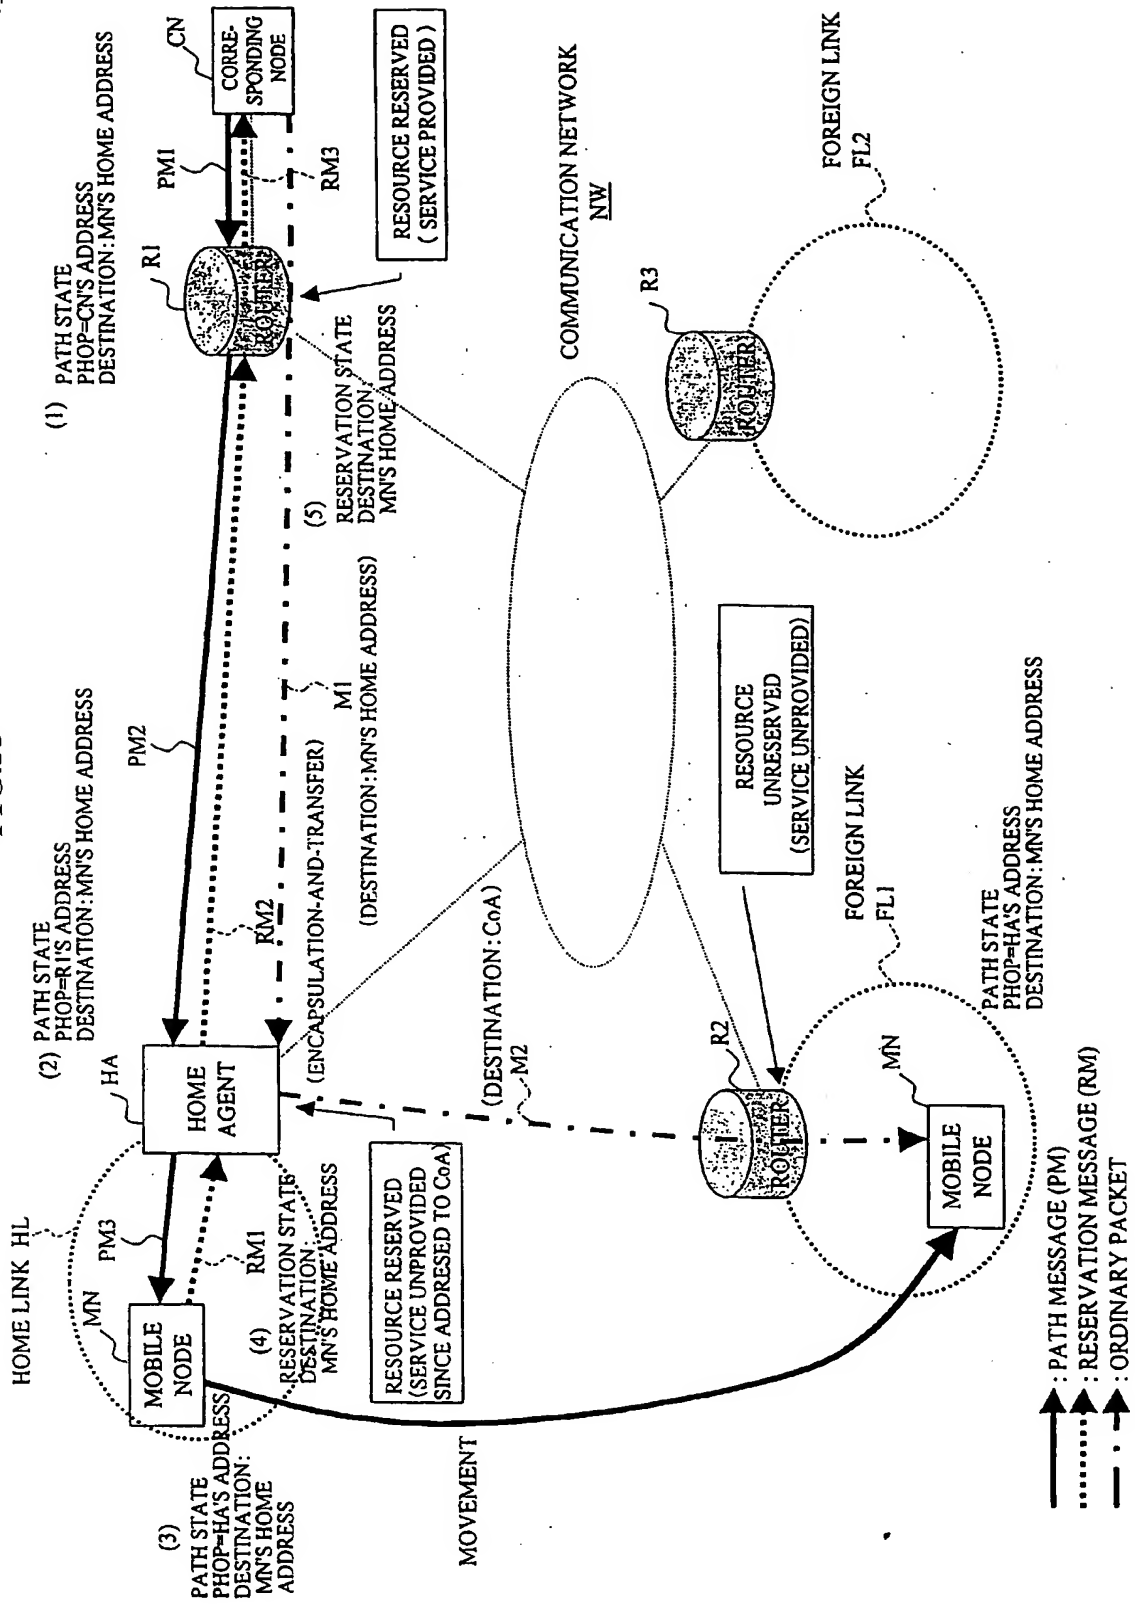 (1)
PATH STATE
PHOP=CN'S ADDRESS
DESTINATION:MN'S HOME ADDRESS
R1
PM1
CN
CORRE-
SPONDING
NODE
ROUTER
RM3
RESOURCE RESERVED
( SERVICE PROVIDED )
(5)
RESERVATION STATE
DESTINATION
MN'S HOME ADDRESS
PM2
RM2
M1
(DESTINATION:MN'S HOME ADDRESS)
(2)
PATH STATE
PHOP=R1'S ADDRESS
DESTINATION:MN'S HOME ADDRESS
HA
HOME
AGENT
(ENCAPSULATION-AND-TRANSFER)
HOME LINK HL
MN
MOBILE
NODE
PM3
RM1
(3)
PATH STATE
PHOP=HA'S ADDRESS
DESTINATION:
MN'S HOME
ADDRESS
(4)
RESERVATION STATE
DESTINATION:
MN'S HOME ADDRESS
RESOURCE RESERVED
(SERVICE UNPROVIDED
SINCE ADDRESED TO CoA)
MOVEMENT
(DESTINATION:CoA)
M2
COMMUNICATION NETWORK
NW
R3
ROUTER
FOREIGN LINK
FL2
RESOURCE
UNRESERVED
(SERVICE UNPROVIDED)
R2
ROUTER
FOREIGN LINK
FL1
MN
MOBILE
NODE
PATH STATE
PHOP=HA'S ADDRESS
DESTINATION:MN'S HOME ADDRESS
: PATH MESSAGE (PM)
: RESERVATION MESSAGE (RM)
: ORDINARY PACKET